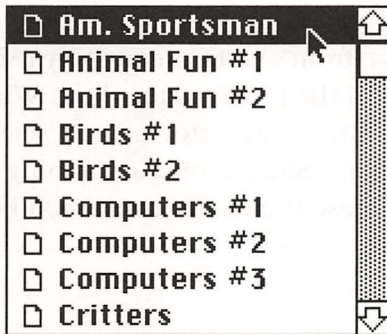 Am. Sportsman
Animal Fun #1
Animal Fun #2
Birds #1
Birds #2
Computers #1
Computers #2
Computers #3
Critters